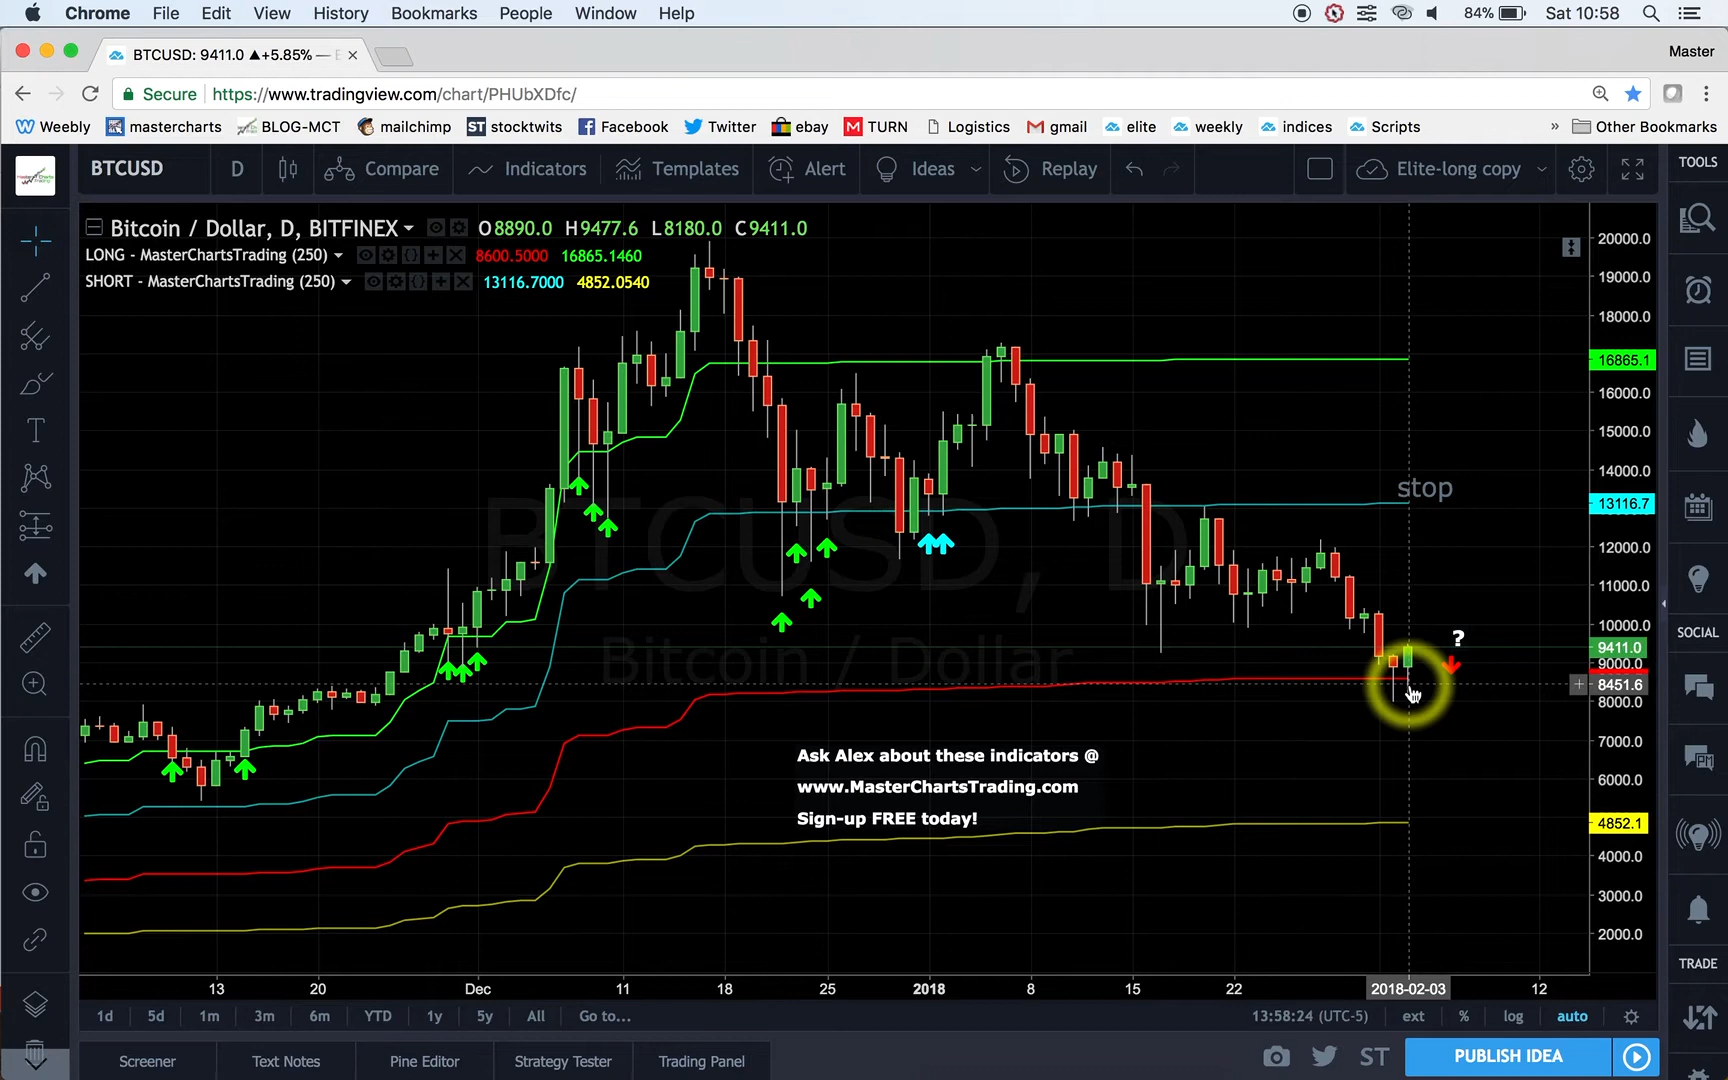 Chrome File Edit View History Bookmarks People Window Help 84% Sat 10:58
BTCUSD: 9411.0 ▲+5.85% — Master
Secure https://www.tradingview.com/chart/PHUbXDfc/
Weebly mastercharts BLOG-MCT mailchimp ST stocktwits Facebook Twitter ebay M TURN Logistics gmail elite weekly indices Scripts » Other Bookmarks
BTCUSD D Compare Indicators Templates Alert Ideas Replay Elite-long copy TOOLS
Bitcoin / Dollar, D, BITFINEX O8890.0 H9477.6 L8180.0 C9411.0
LONG - MasterChartsTrading (250) 8600.5000 16865.1460
SHORT - MasterChartsTrading (250) 13116.7000 4852.0540
20000.0
19000.0
18000.0
16865.1
16000.0
15000.0
14000.0
stop
13116.7
12000.0
11000.0
10000.0
?
9411.0
9000.0
8451.6
8000.0
7000.0
6000.0
4852.1
4000.0
3000.0
2000.0
BTCUSD, D
Bitcoin / Dollar
Ask Alex about these indicators @
www.MasterChartsTrading.com
Sign-up FREE today!
SOCIAL
TRADE
13 20 Dec 11 18 25 2018 8 15 22 2018-02-03 12
1d 5d 1m 3m 6m YTD 1y 5y All Go to... 13:58:24 (UTC-5) ext % log auto
Screener Text Notes Pine Editor Strategy Tester Trading Panel ST PUBLISH IDEA